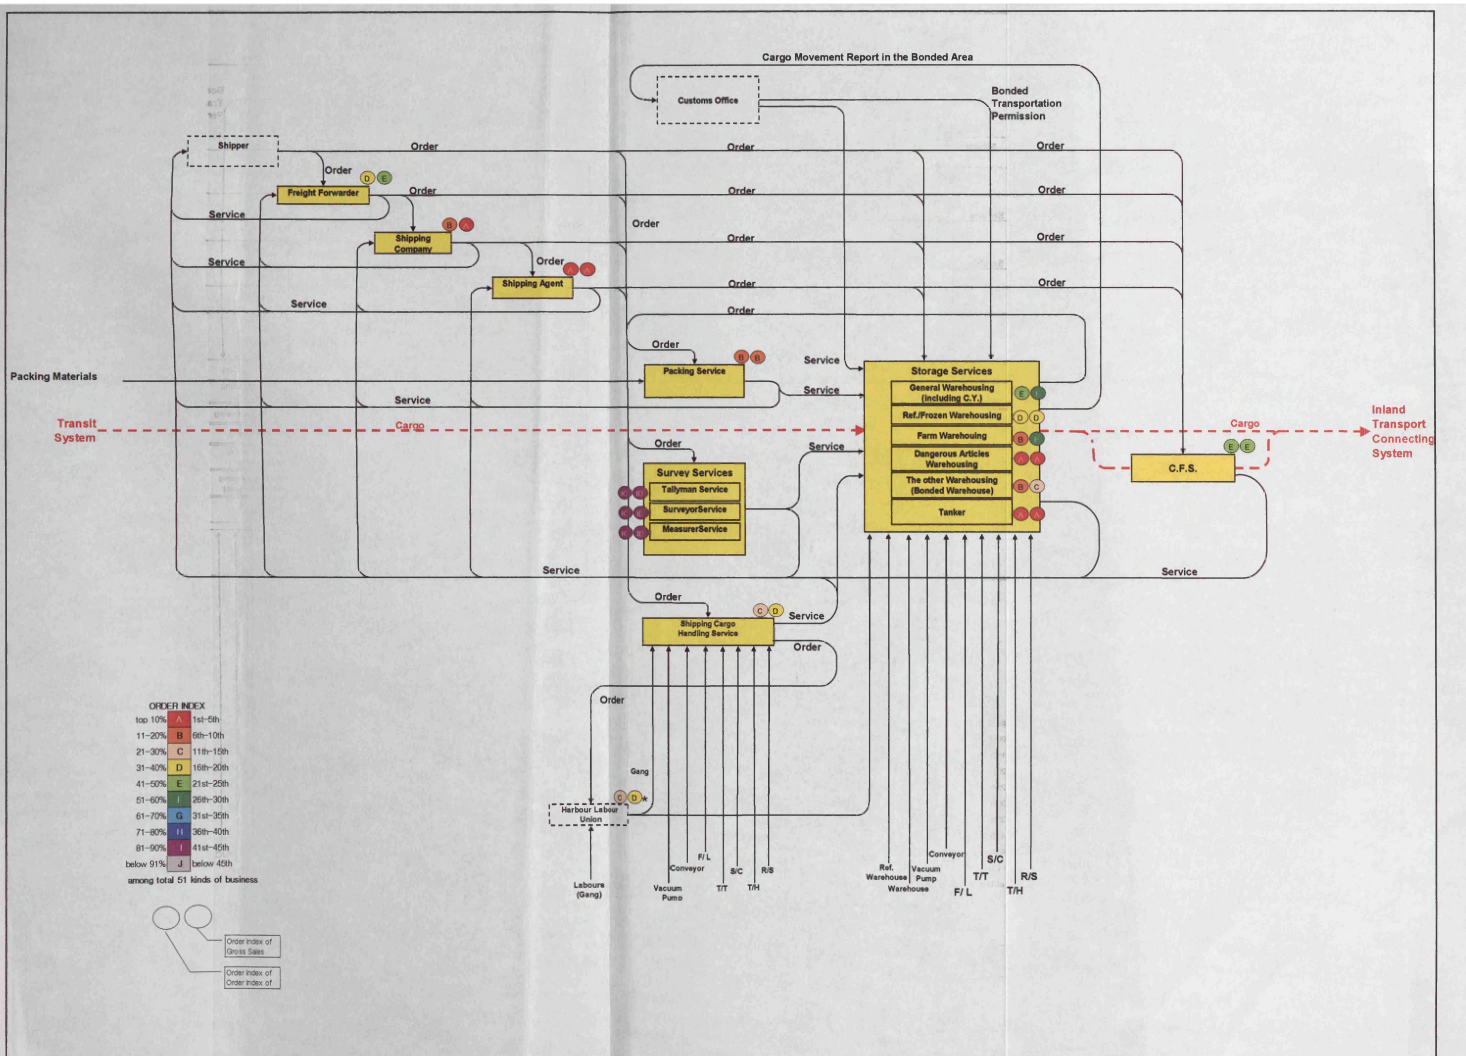 Cargo Movement Report in the Bonded Area
Customs Office
Bonded
Transportation
Permission
Shipper
Order
Order
Order
Order
Freight Forwarder
D E
Order
Order
Order
Service
B A
Order
Shipping
Company
Order
Order
Service
Order
A A
Shipping Agent
Order
Order
Service
Order
Order
B B
Packing Service
Service
Packing Materials
Service
Service
Storage Services
General Warehousing
(including C.Y.)
E
Ref./Frozen Warehousing
D D
Farm Warehouing
B
Dangerous Articles
Warehousing
A A
The other Warehousing
(Bonded Warehouse)
B C
Tanker
A A
Transit
System
Cargo
Cargo
Inland
Transport
Connecting
System
E E
C.F.S.
Order
Service
Survey Services
Tallyman Service
SurveyorService
MeasurerService
Service
Service
Order
C D
Service
Shipping Cargo
Handling Service
Order
Order
Gang
C D *
Harbour Labour
Union
Laboure
(Gang)
Vacuum
Pump
Conveyor
F/ L
T/T
S/C
T/H
R/S
Ref.
Warehouse
Warehouse
Vacuum
Pump
Conveyor
F/ L
T/T
S/C
T/H
R/S
ORDER INDEX
top 10% A 1st-5th
11-20% B 6th-10th
21-30% C 11th-15th
31-40% D 16th-20th
41-50% E 21st-25th
51-60% 26th-30th
61-70% G 31st-35th
71-80% H 36th-40th
81-90% I 41st-45th
below 91% J below 45th
among total 51 kinds of business
Order Index of
Gross Sales
Order Index of
Order Index of